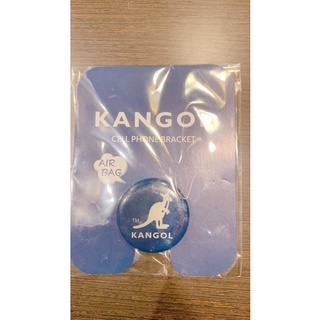 KANGOL
CELL PHONE BRACKET
AIR
BAG
TM
KANGOL